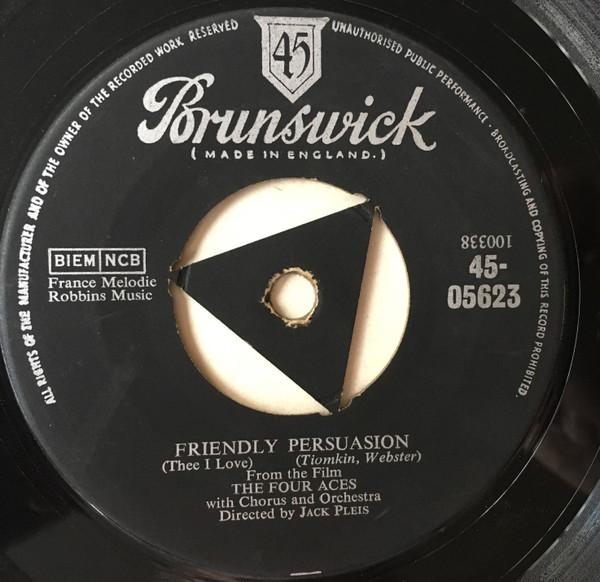 ALL RIGHTS OF THE MANUFACTURER AND OF THE OWNER OF THE RECORDED WORK RESERVED
UNAUTHORISED PUBLIC PERFORMANCE · BROADCASTING AND COPYING OF THIS RECORD PROHIBITED.
45
Brunswick
( MADE IN ENGLAND. )
BIEM NCB
France Melodie
Robbins Music
100338
45-
05623
FRIENDLY PERSUASION
(Thee I Love) (Tiomkin, Webster)
From the Film
THE FOUR ACES
with Chorus and Orchestra
Directed by JACK PLEIS